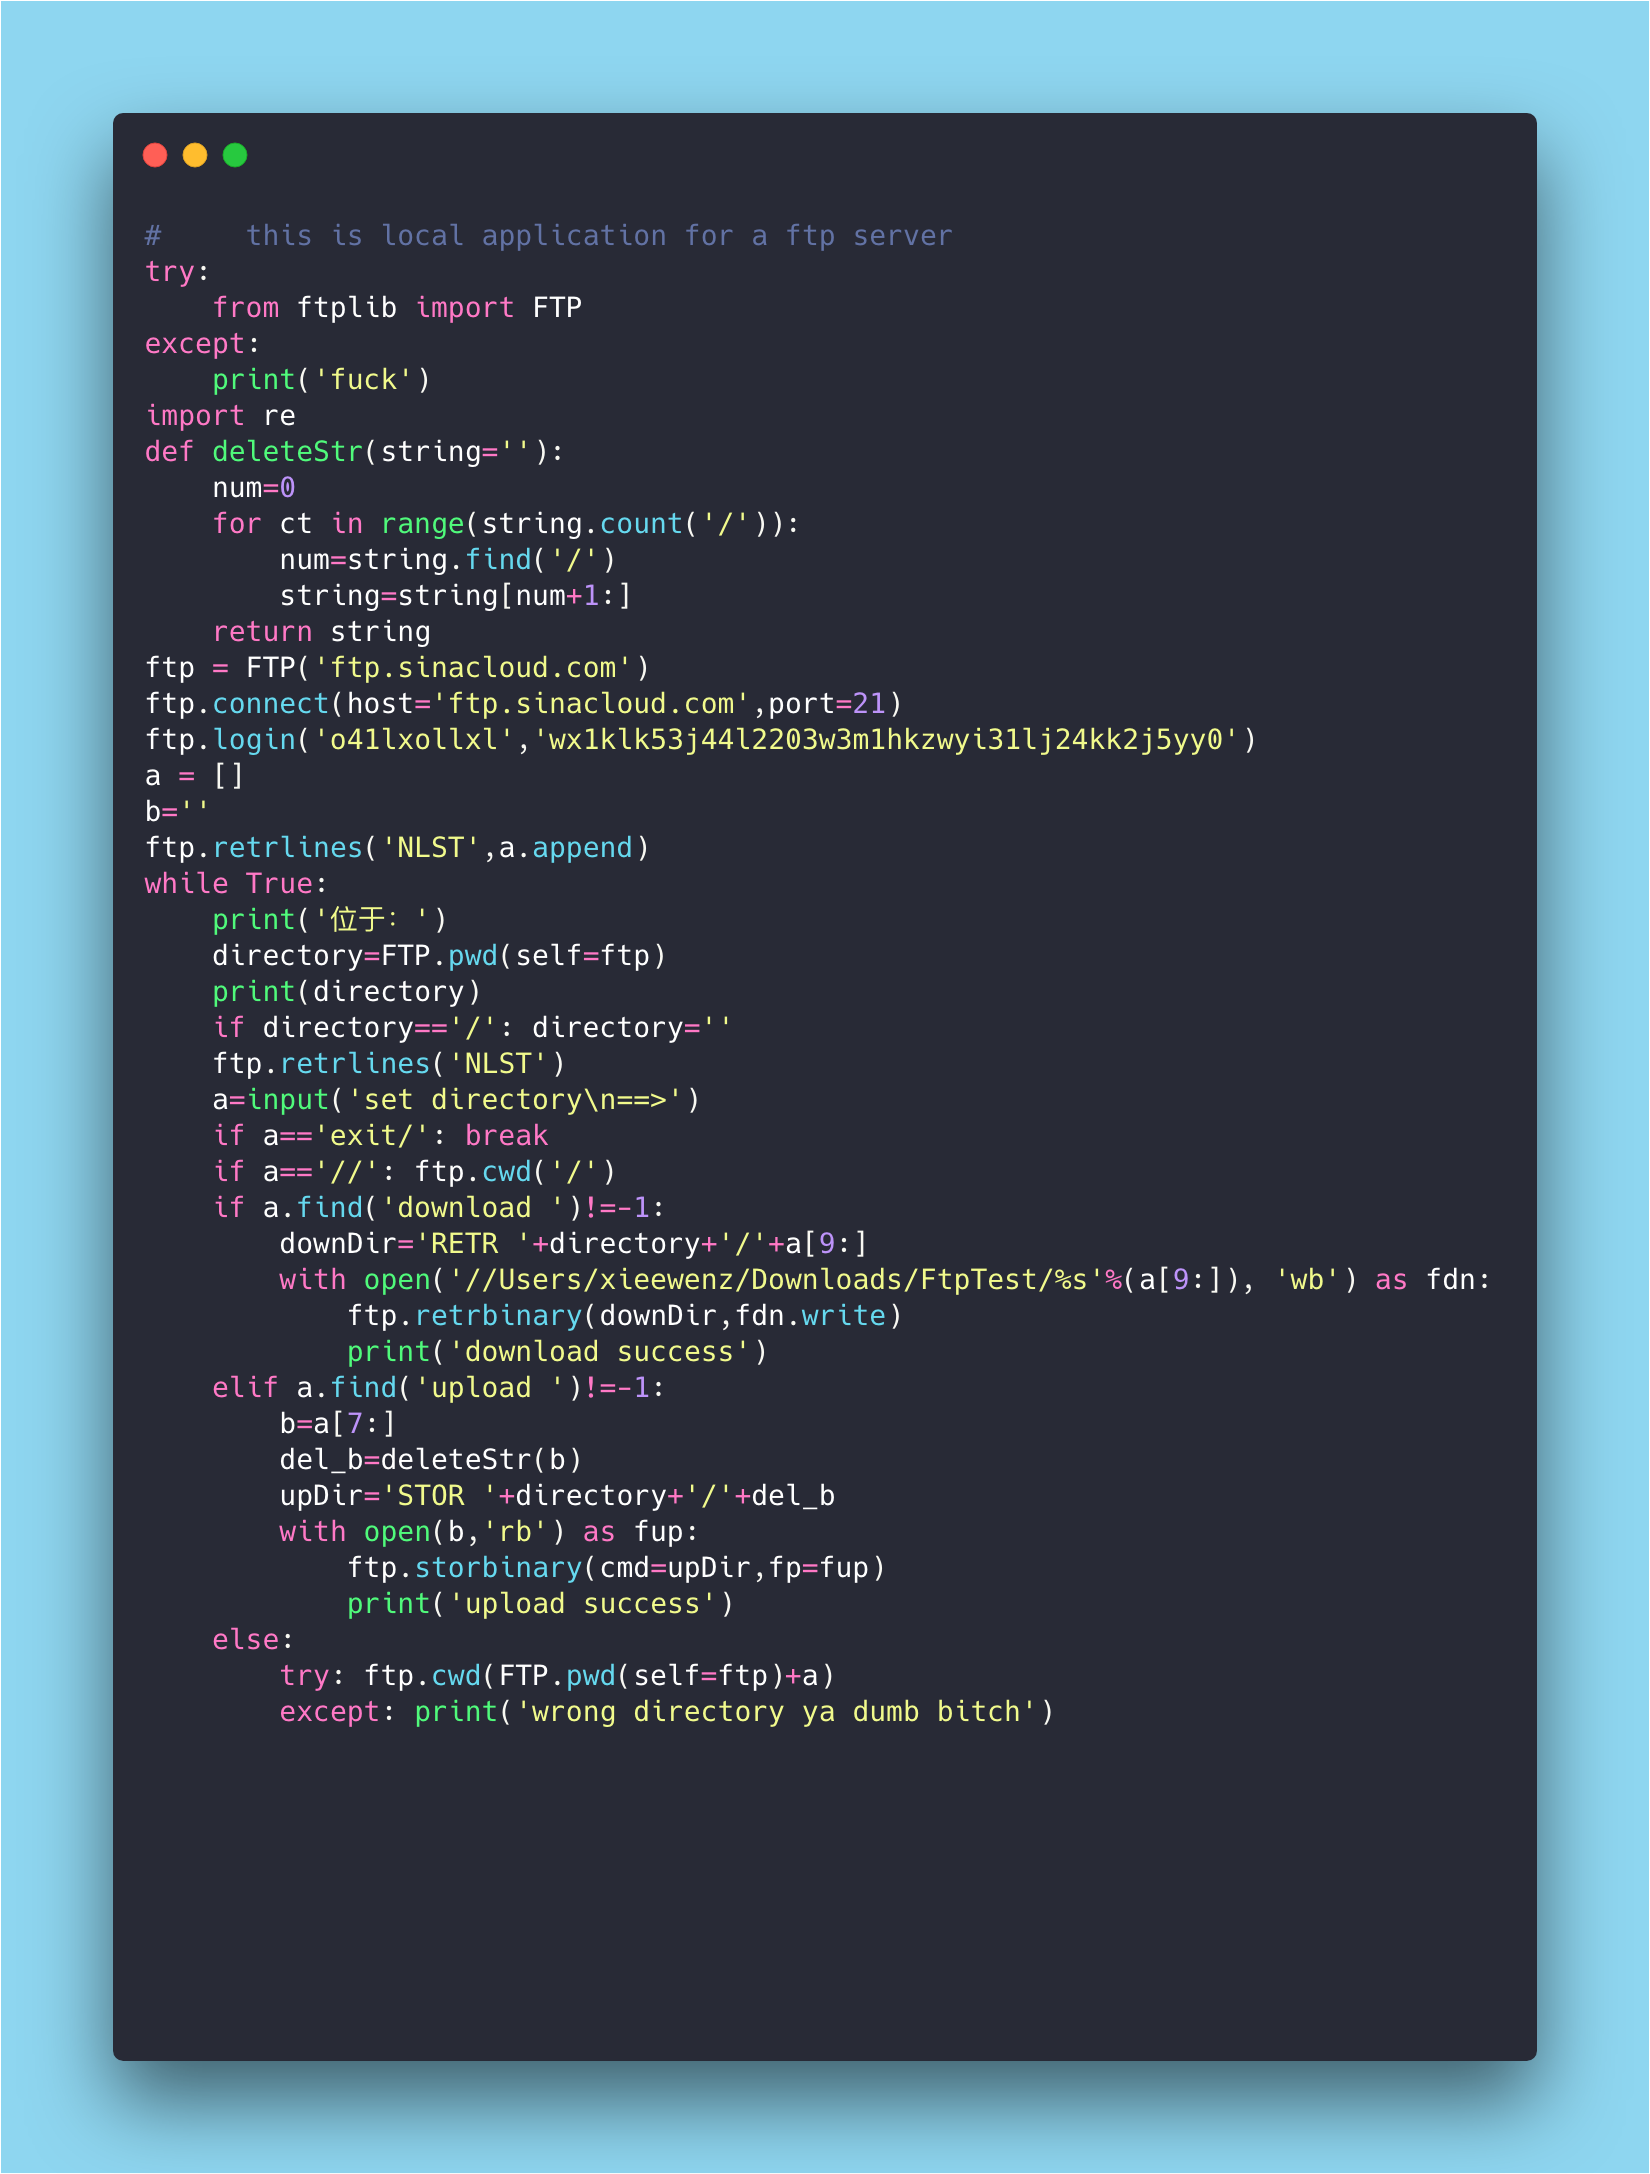 #     this is local application for a ftp server
try:
    from ftplib import FTP
except:
    print('fuck')
import re
def deleteStr(string=''):
    num=0
    for ct in range(string.count('/')):
        num=string.find('/')
        string=string[num+1:]
    return string
ftp = FTP('ftp.sinacloud.com')
ftp.connect(host='ftp.sinacloud.com',port=21)
ftp.login('o41lxollxl','wx1klk53j44l2203w3m1hkzwyi31lj24kk2j5yy0')
a = []
b=''
ftp.retrlines('NLST',a.append)
while True:
    print('位于：')
    directory=FTP.pwd(self=ftp)
    print(directory)
    if directory=='/': directory=''
    ftp.retrlines('NLST')
    a=input('set directory\n==>')
    if a=='exit/': break
    if a=='//': ftp.cwd('/')
    if a.find('download ')!=-1:
        downDir='RETR '+directory+'/'+a[9:]
        with open('//Users/xieewenz/Downloads/FtpTest/%s'%(a[9:]), 'wb') as fdn:
            ftp.retrbinary(downDir,fdn.write)
            print('download success')
    elif a.find('upload ')!=-1:
        b=a[7:]
        del_b=deleteStr(b)
        upDir='STOR '+directory+'/'+del_b
        with open(b,'rb') as fup:
            ftp.storbinary(cmd=upDir,fp=fup)
            print('upload success')
    else:
        try: ftp.cwd(FTP.pwd(self=ftp)+a)
        except: print('wrong directory ya dumb bitch')